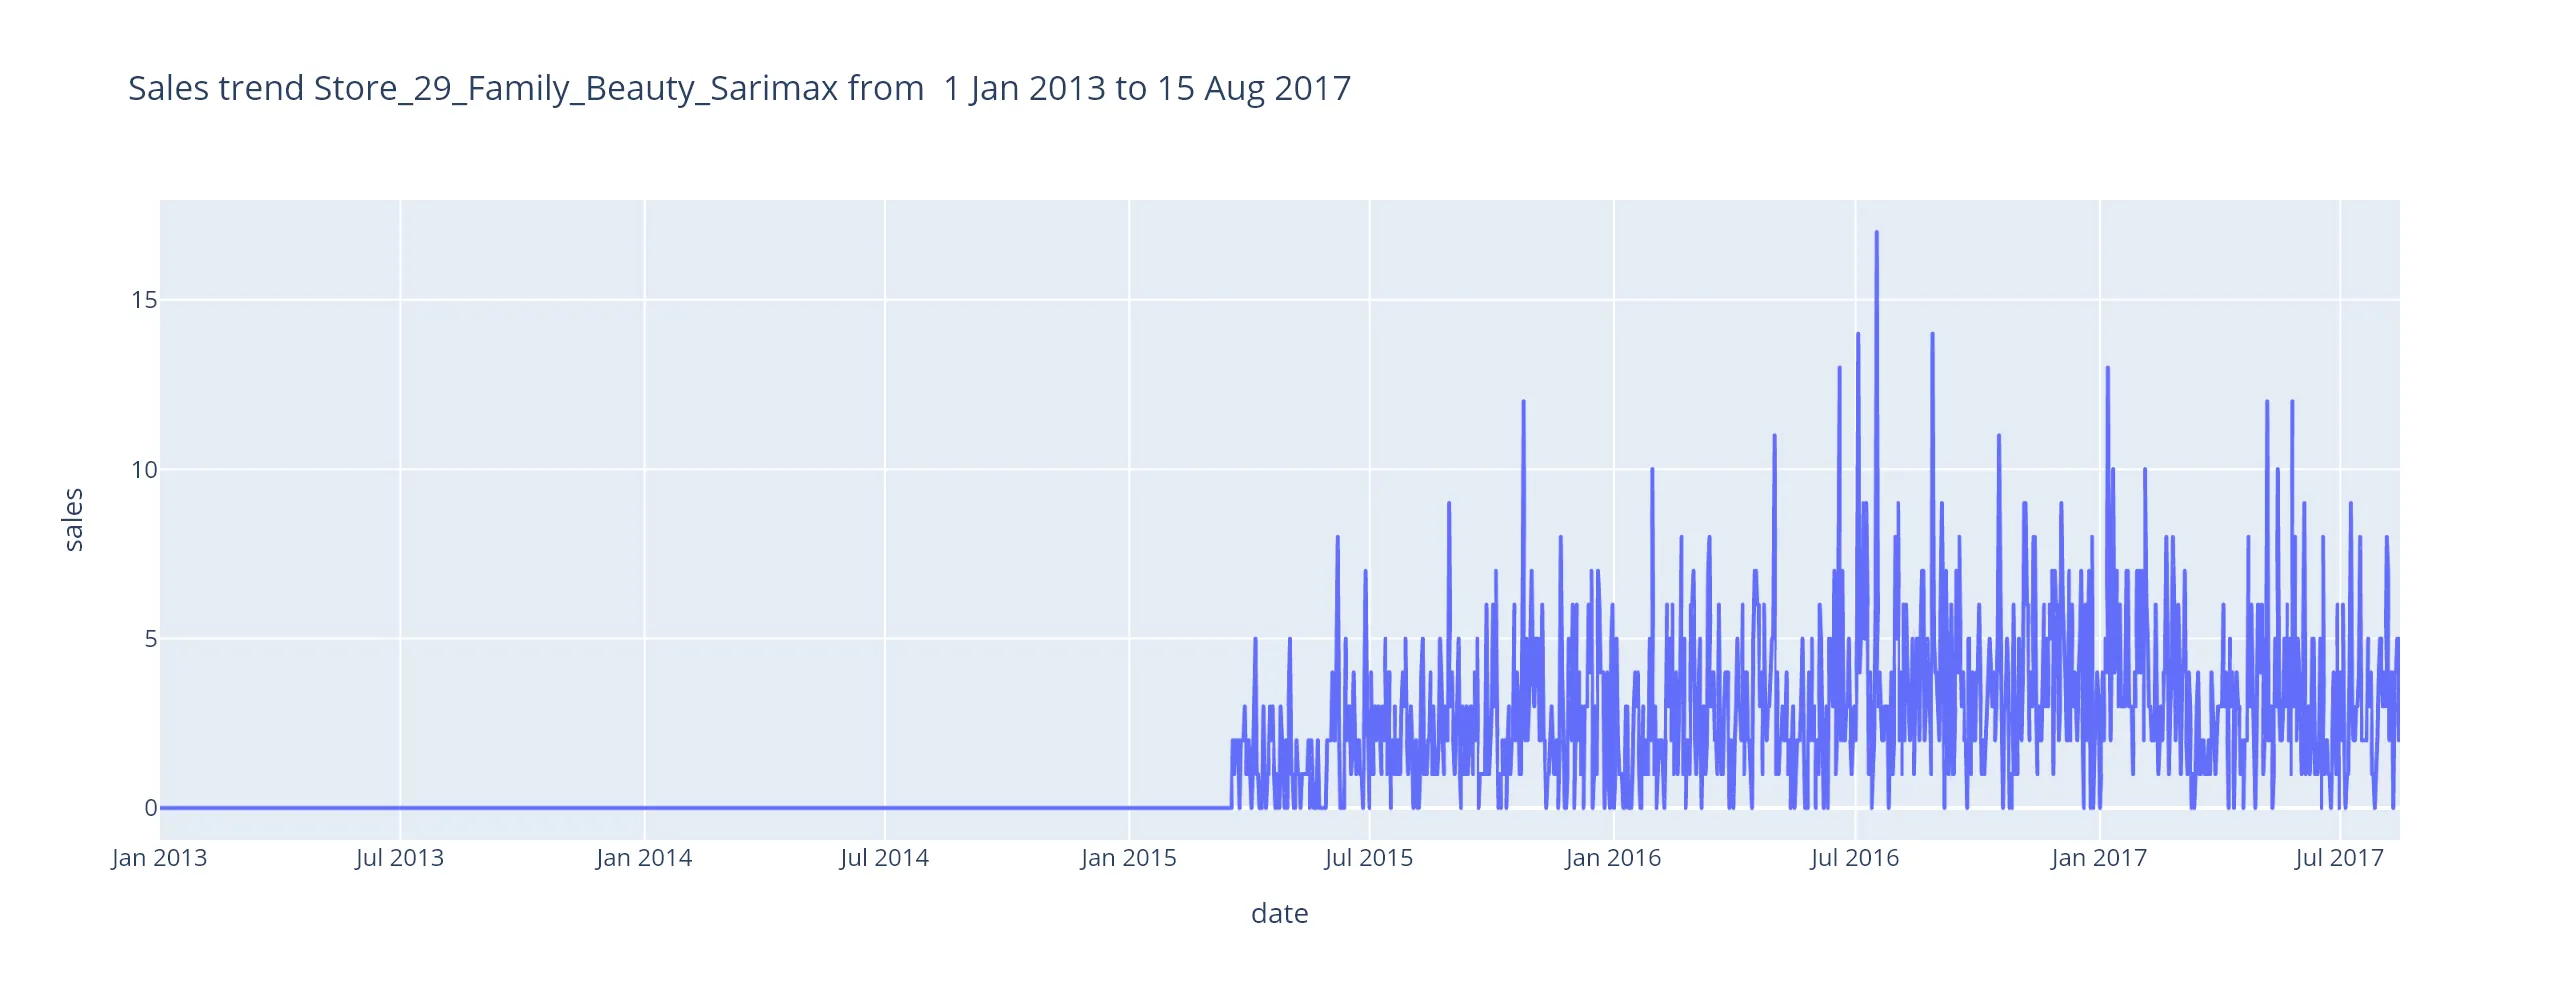 Sales trend Store_29_Family_Beauty_Sarimax from  1 Jan 2013 to 15 Aug 2017
15
10
5
0
sales
Jan 2013 Jul 2013 Jan 2014 Jul 2014 Jan 2015 Jul 2015 Jan 2016 Jul 2016 Jan 2017 Jul 2017
date